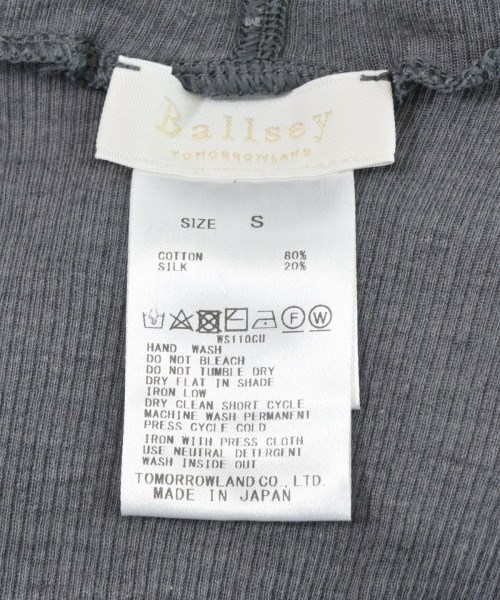 Ballsey
TOMORROWLAND
SIZE S
COTTON 80%
SILK 20%
F W
WS110GU
HAND WASH
DO NOT BLEACH
DO NOT TUMBLE DRY
DRY FLAT IN SHADE
IRON LOW
DRY CLEAN SHORT CYCLE
MACHINE WASH PERMANENT
PRESS CYCLE COLD
IRON WITH PRESS CLOTH
USE NEUTRAL DETERGENT
WASH INSIDE OUT
TOMORROWLAND CO., LTD.
MADE IN JAPAN